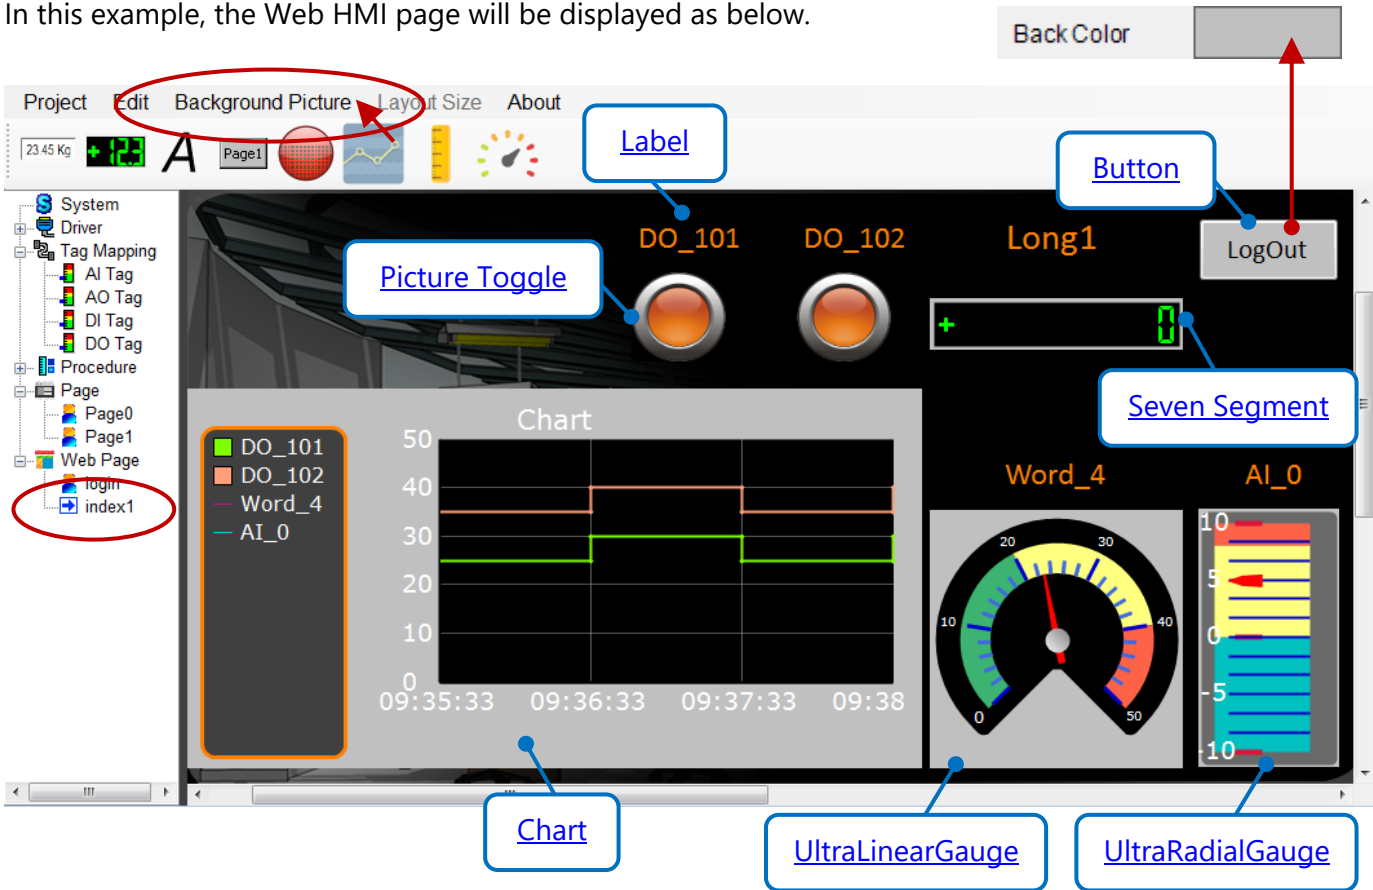 In this example, the Web HMI page will be displayed as below.
Back Color
Project Edit Background Picture Layout Size About
23.45 Kg +12.3 A Page1
Label
Button
System
Driver
Tag Mapping
AI Tag
AO Tag
DI Tag
DO Tag
Procedure
Page
Page0
Page1
Web Page
login
index1
DO_101 DO_102 Long1 LogOut
Picture Toggle
+ 0
Seven Segment
Chart
DO_101
DO_102
Word_4
AI_0
50
40
30
20
10
0
09:35:33 09:36:33 09:37:33 09:38
Word_4
0
10
20
30
40
50
AI_0
10
5
0
-5
-10
Chart
UltraLinearGauge
UltraRadialGauge